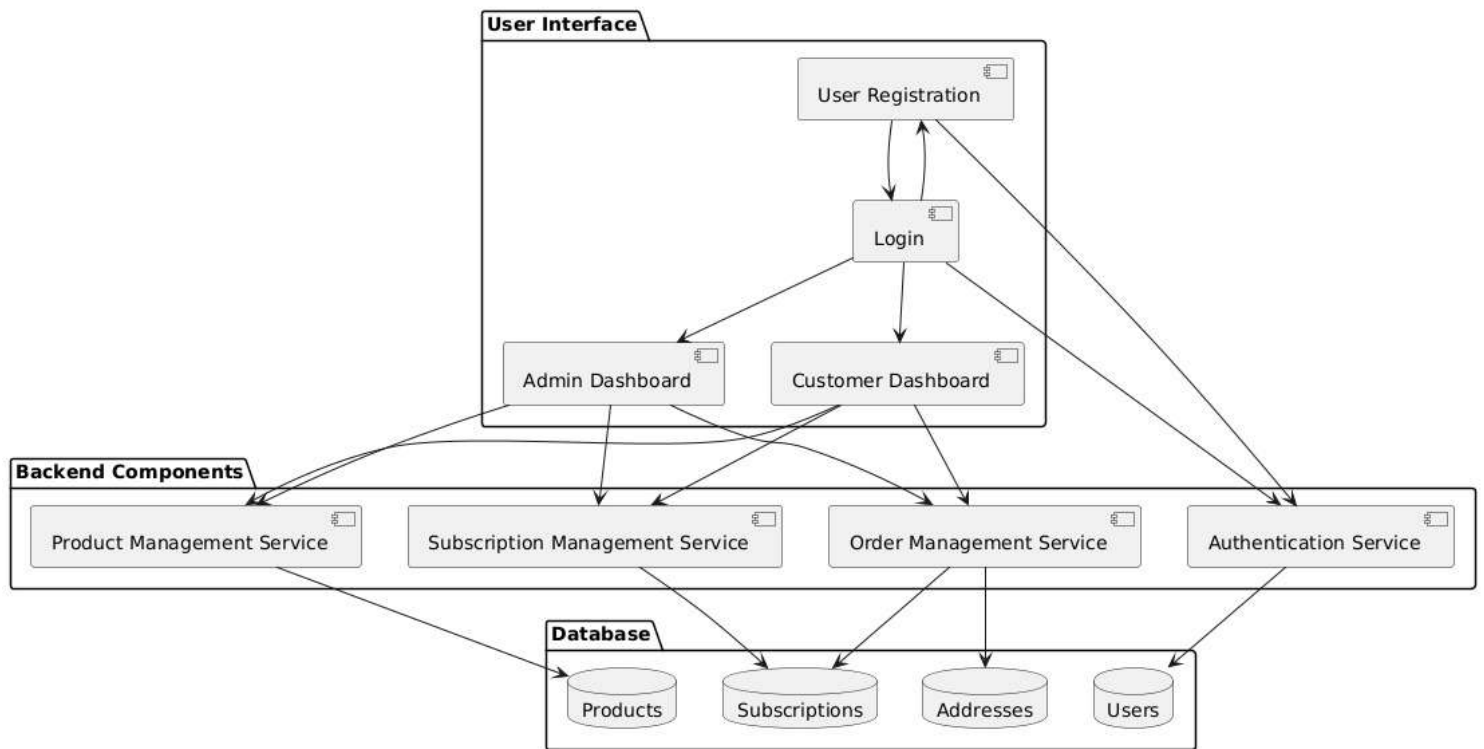 User Interface
User Registration
Login
Admin Dashboard
Customer Dashboard
Backend Components
Product Management Service
Subscription Management Service
Order Management Service
Authentication Service
Database
Products
Subscriptions
Addresses
Users